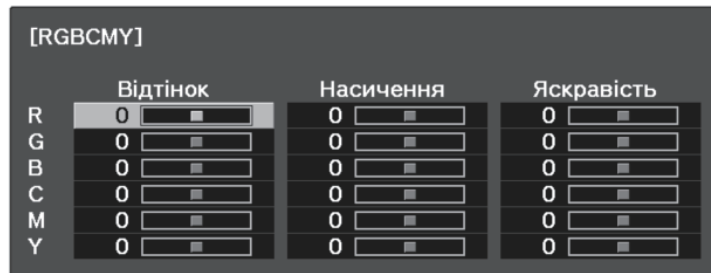 [RGBCMY]
Відтінок Насичення Яскравість
R 0 0 0
G 0 0 0
B 0 0 0
C 0 0 0
M 0 0 0
Y 0 0 0